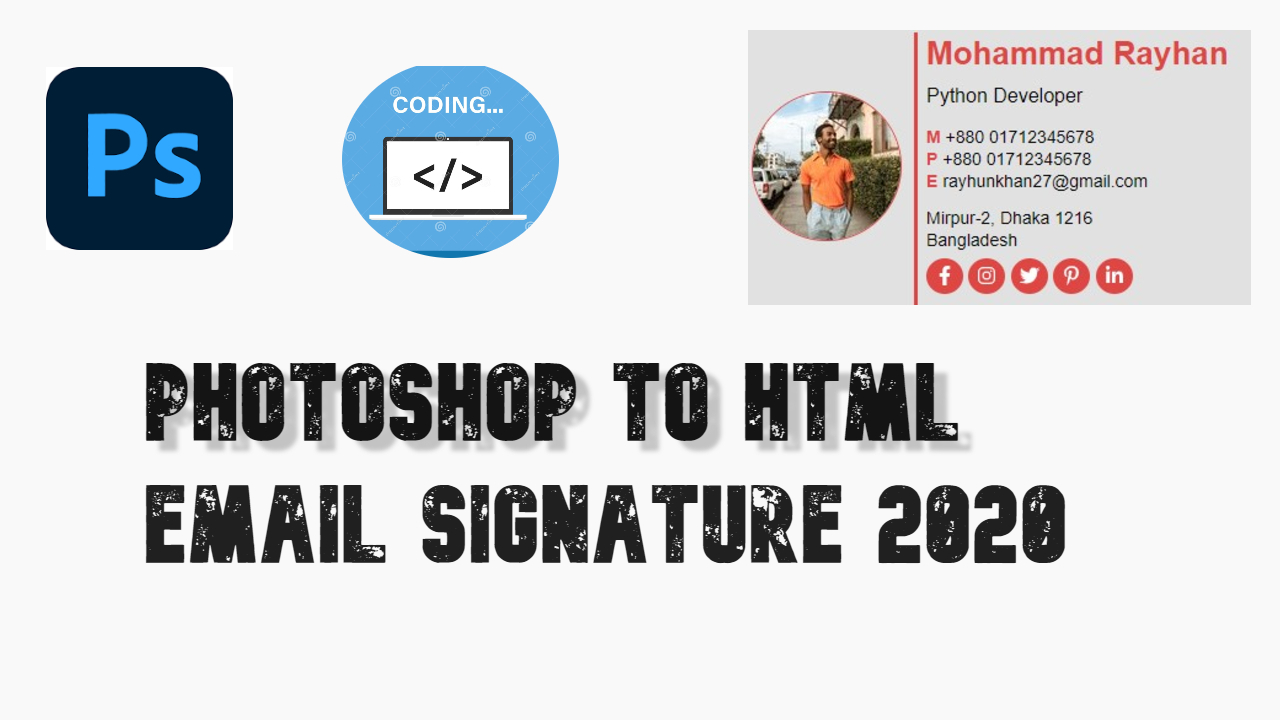 Ps
CODING...
</>
Mohammad Rayhan
Python Developer
M +880 01712345678
P +880 01712345678
E rayhunkhan27@gmail.com
Mirpur-2, Dhaka 1216
Bangladesh
PHOTOSHOP TO HTML
EMAIL SIGNATURE 2020